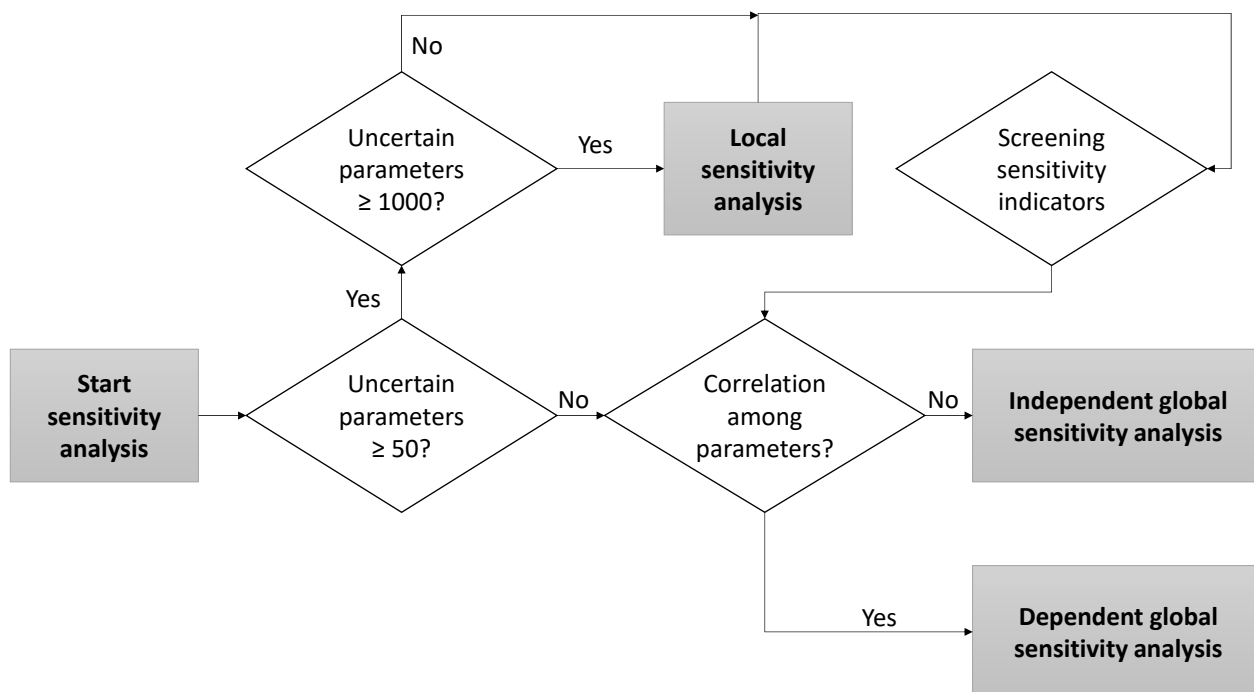 No
Uncertain
parameters
≥ 1000?
Yes
Local
sensitivity
analysis
Screening
sensitivity
indicators
Yes
Start
sensitivity
analysis
Uncertain
parameters
≥ 50?
No
Correlation
among
parameters?
No
Independent global
sensitivity analysis
Yes
Dependent global
sensitivity analysis